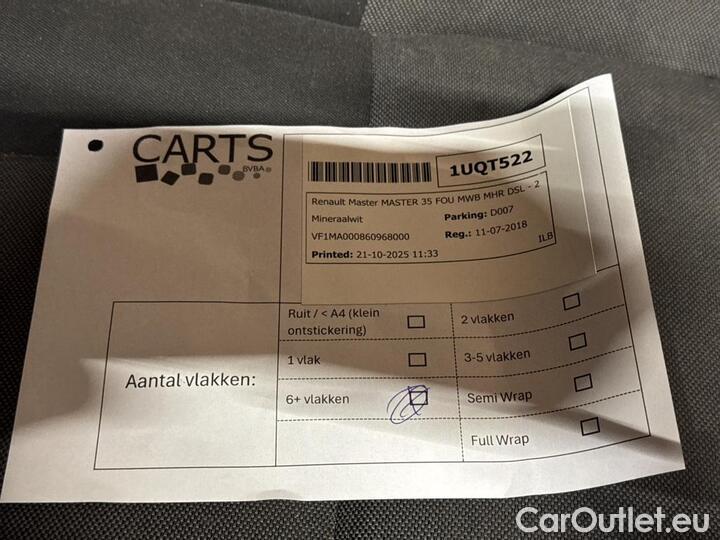 CARTS
BVBA
1UQT522
Renault Master MASTER 35 FOU MWB MHR DSL - 2
Mineraalwit
Parking: D007
VF1MA000860968000
Reg.: 11-07-2018
Printed: 21-10-2025 11:33
ILB
Aantal vlakken:
Ruit / < A4 (klein
ontstickering)
2 vlakken
1 vlak
3-5 vlakken
6+ vlakken
Semi Wrap
Full Wrap
CarOutlet.eu